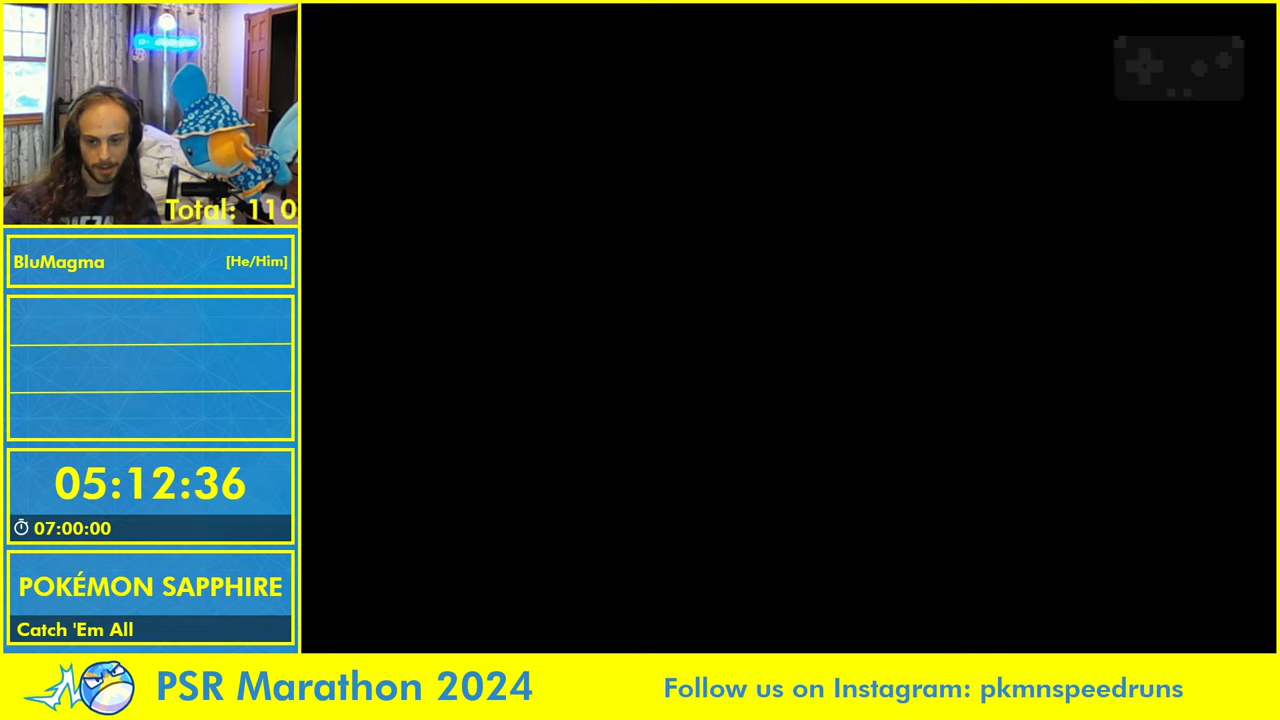 Total: 110
BluMagma [He/Him]
05:12:36
07:00:00
POKÉMON SAPPHIRE
Catch 'Em All
PSR Marathon 2024
Follow us on Instagram: pkmnspeedruns